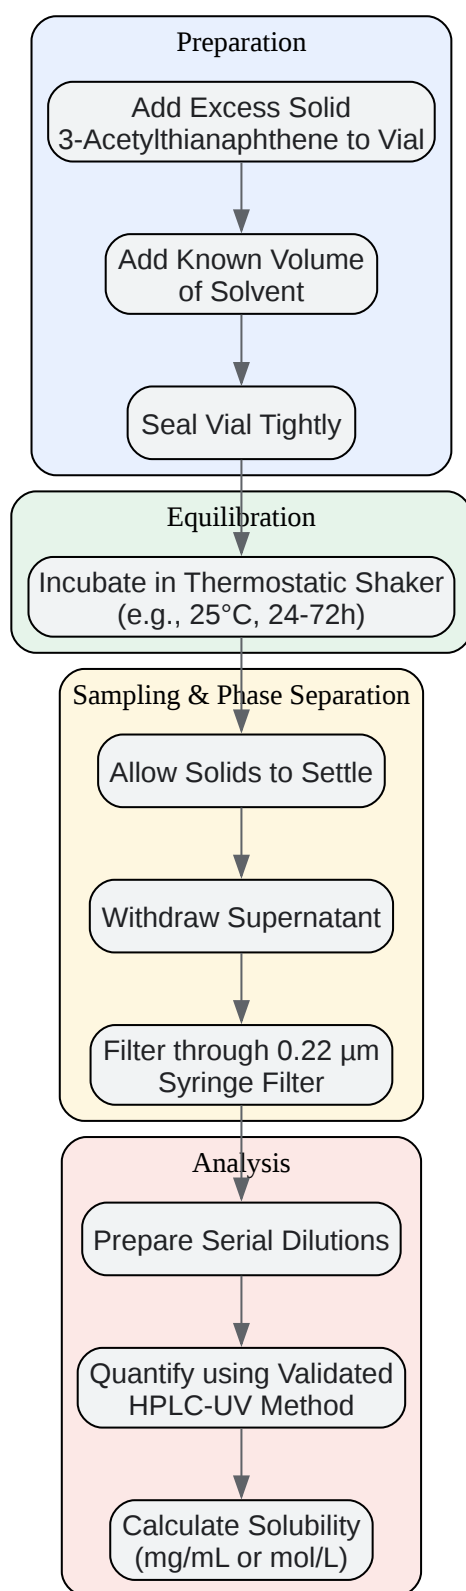 Preparation
Add Excess Solid
3-Acetylthianaphthene to Vial
Add Known Volume
of Solvent
Seal Vial Tightly
Equilibration
Incubate in Thermostatic Shaker
(e.g., 25°C, 24-72h)
Sampling & Phase Separation
Allow Solids to Settle
Withdraw Supernatant
Filter through 0.22 µm
Syringe Filter
Analysis
Prepare Serial Dilutions
Quantify using Validated
HPLC-UV Method
Calculate Solubility
(mg/mL or mol/L)